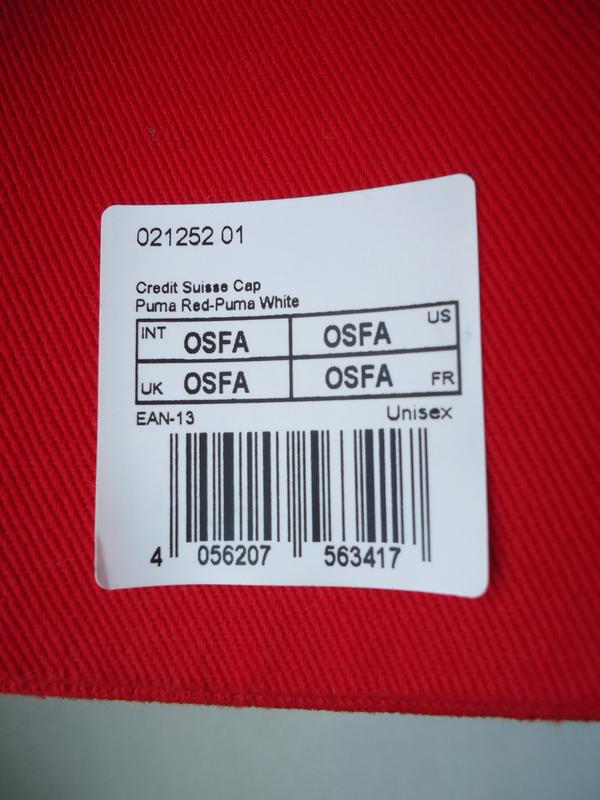 021252 01
Credit Suisse Cap
Puma Red-Puma White
INT OSFA OSFA US
UK OSFA OSFA FR
EAN-13 Unisex
4 056207 563417